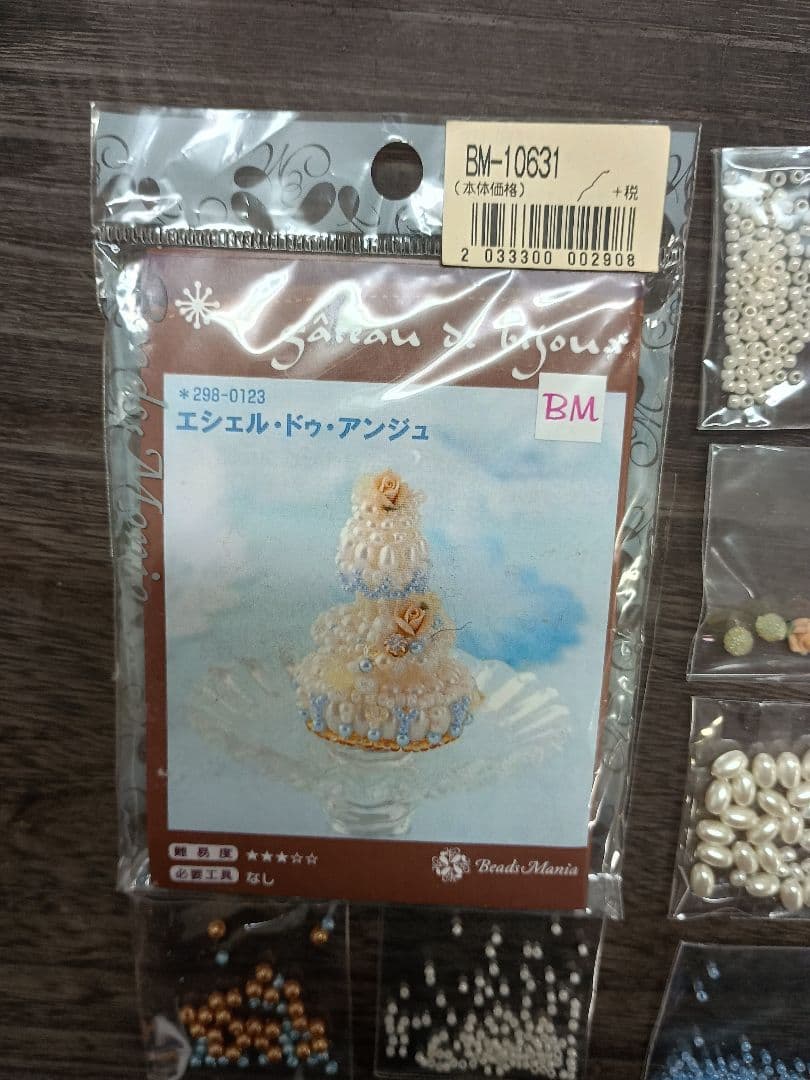 BM-10631
(本体価格) +税
2 033300 002908
gâteau de bijoux
*298-0123
BM
エシェル・ドゥ・アンジュ
難易度 ★★★☆☆
必要工具 なし
Beads Mania